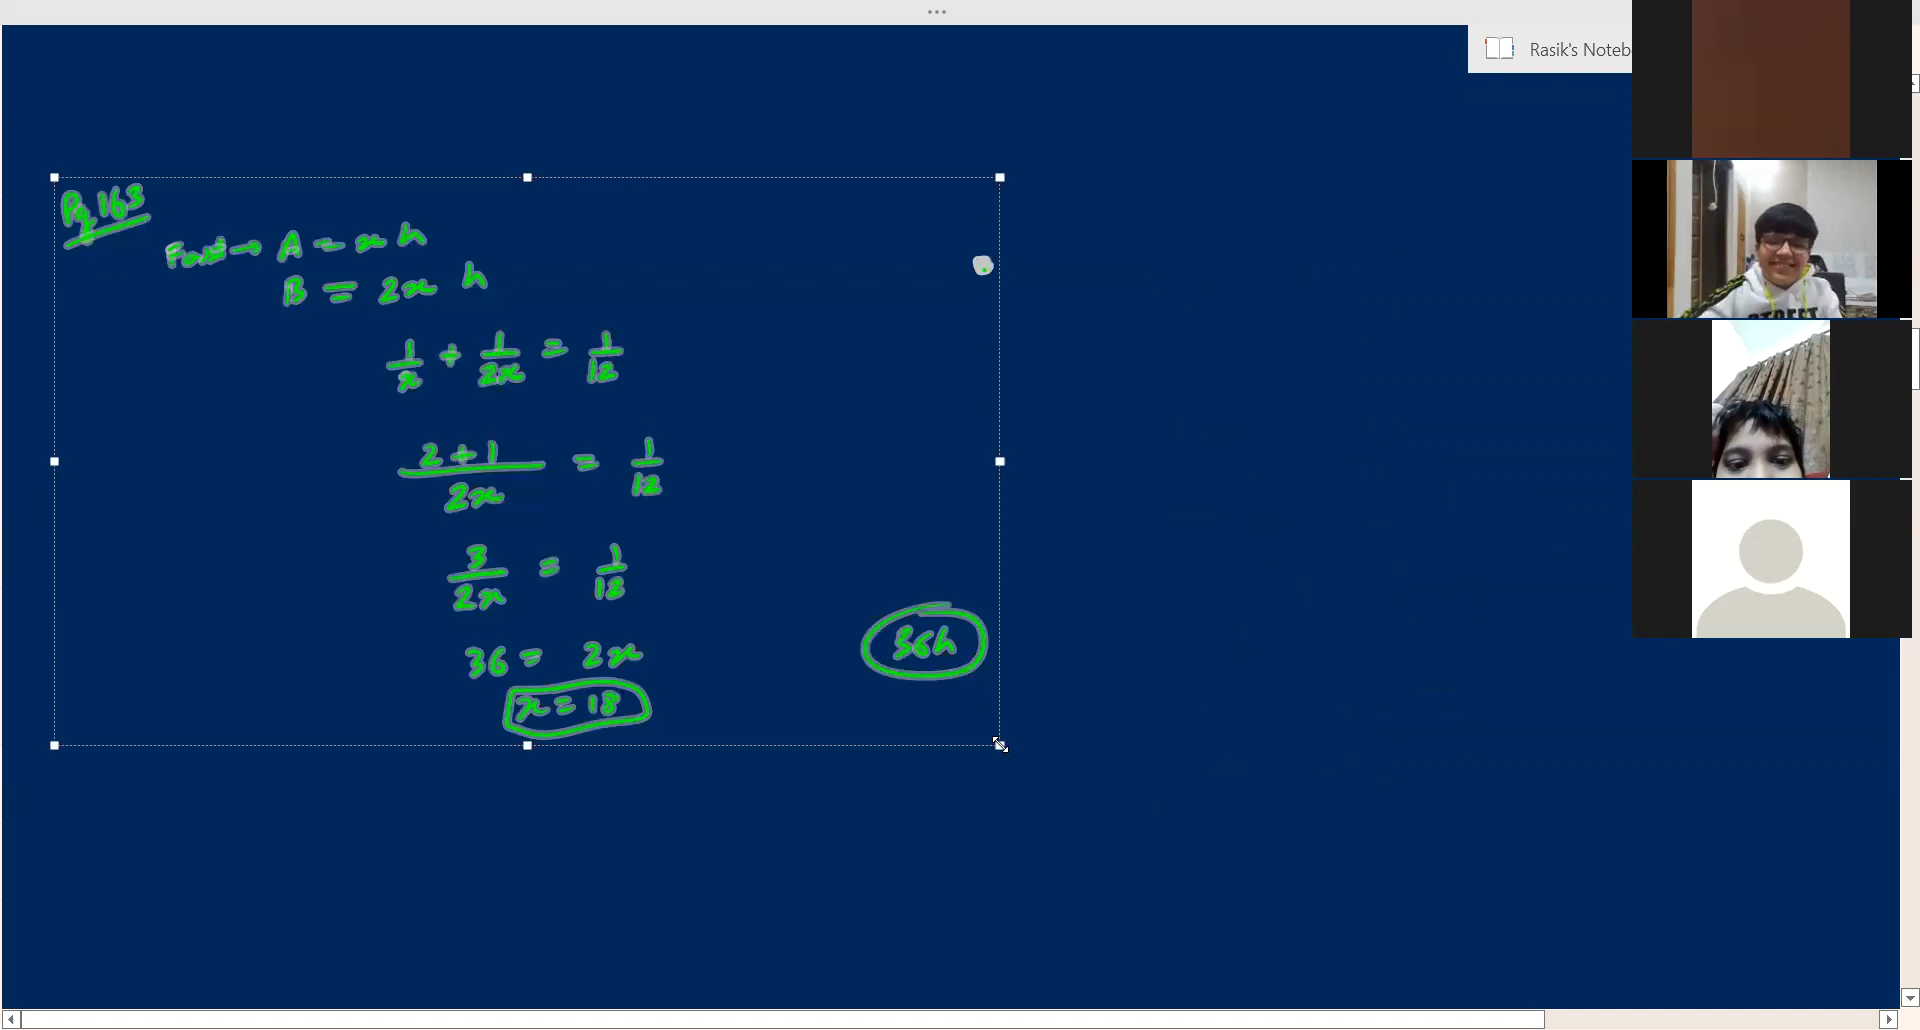 Rasik's Noteb
Pg 163
Fast → A = x h
B = 2x h
1/x + 1/2x = 1/12
2+1/2x = 1/12
3/2x = 1/12
36 = 2x
x = 18
36h